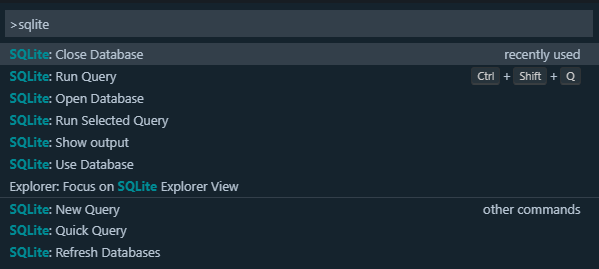 >sqlite
SQLite: Close Database recently used
SQLite: Run Query Ctrl + Shift + Q
SQLite: Open Database
SQLite: Run Selected Query
SQLite: Show output
SQLite: Use Database
Explorer: Focus on SQLite Explorer View
SQLite: New Query other commands
SQLite: Quick Query
SQLite: Refresh Databases